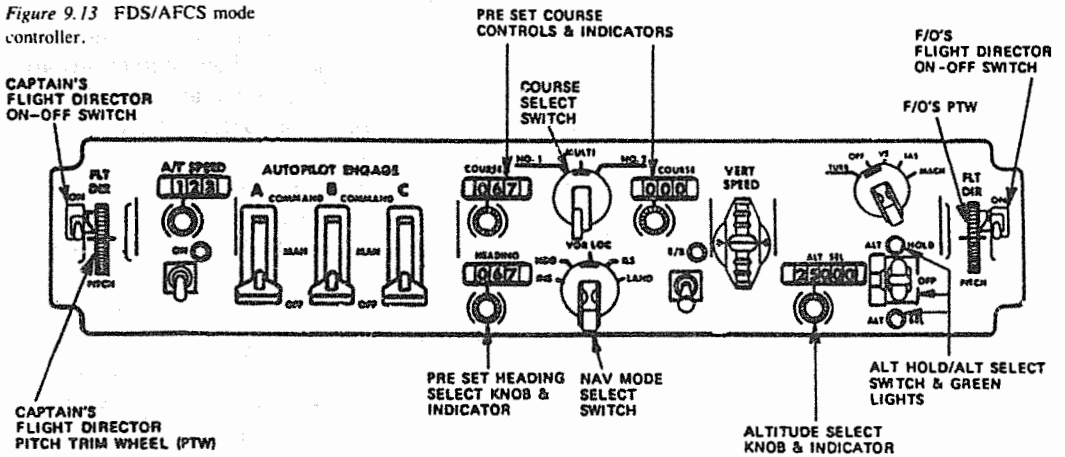 Figure 9.13 FDS/AFCS mode
controller.
PRE SET COURSE
CONTROLS & INDICATORS
F/O'S
FLIGHT DIRECTOR
ON-OFF SWITCH
CAPTAIN'S
FLIGHT DIRECTOR
ON-OFF SWITCH
COURSE
SELECT
SWITCH
F/O'S PTW
FLT
DIR
ON
PITCH
A/T SPEED
123
ON
AUTOPILOT ENGAGE
A B C
COMMAND COMMAND
MAN MAN
OFF OFF
NO. 1 MULTI NO. 2
COURSE
067
COURSE
000
HEADING
067
VOR LOC
HDG ILS
INS LAND
VERT
SPEED
E/B
TURB OFF VS IAS MACH
ALT HOLD
OFF
ALT SEL
ALT SEL
25000
FLT
DIR
ON
PITCH
CAPTAIN'S
FLIGHT DIRECTOR
PITCH TRIM WHEEL (PTW)
PRE SET HEADING
SELECT KNOB &
INDICATOR
NAV MODE
SELECT
SWITCH
ALTITUDE SELECT
KNOB & INDICATOR
ALT HOLD/ALT SELECT
SWITCH & GREEN
LIGHTS